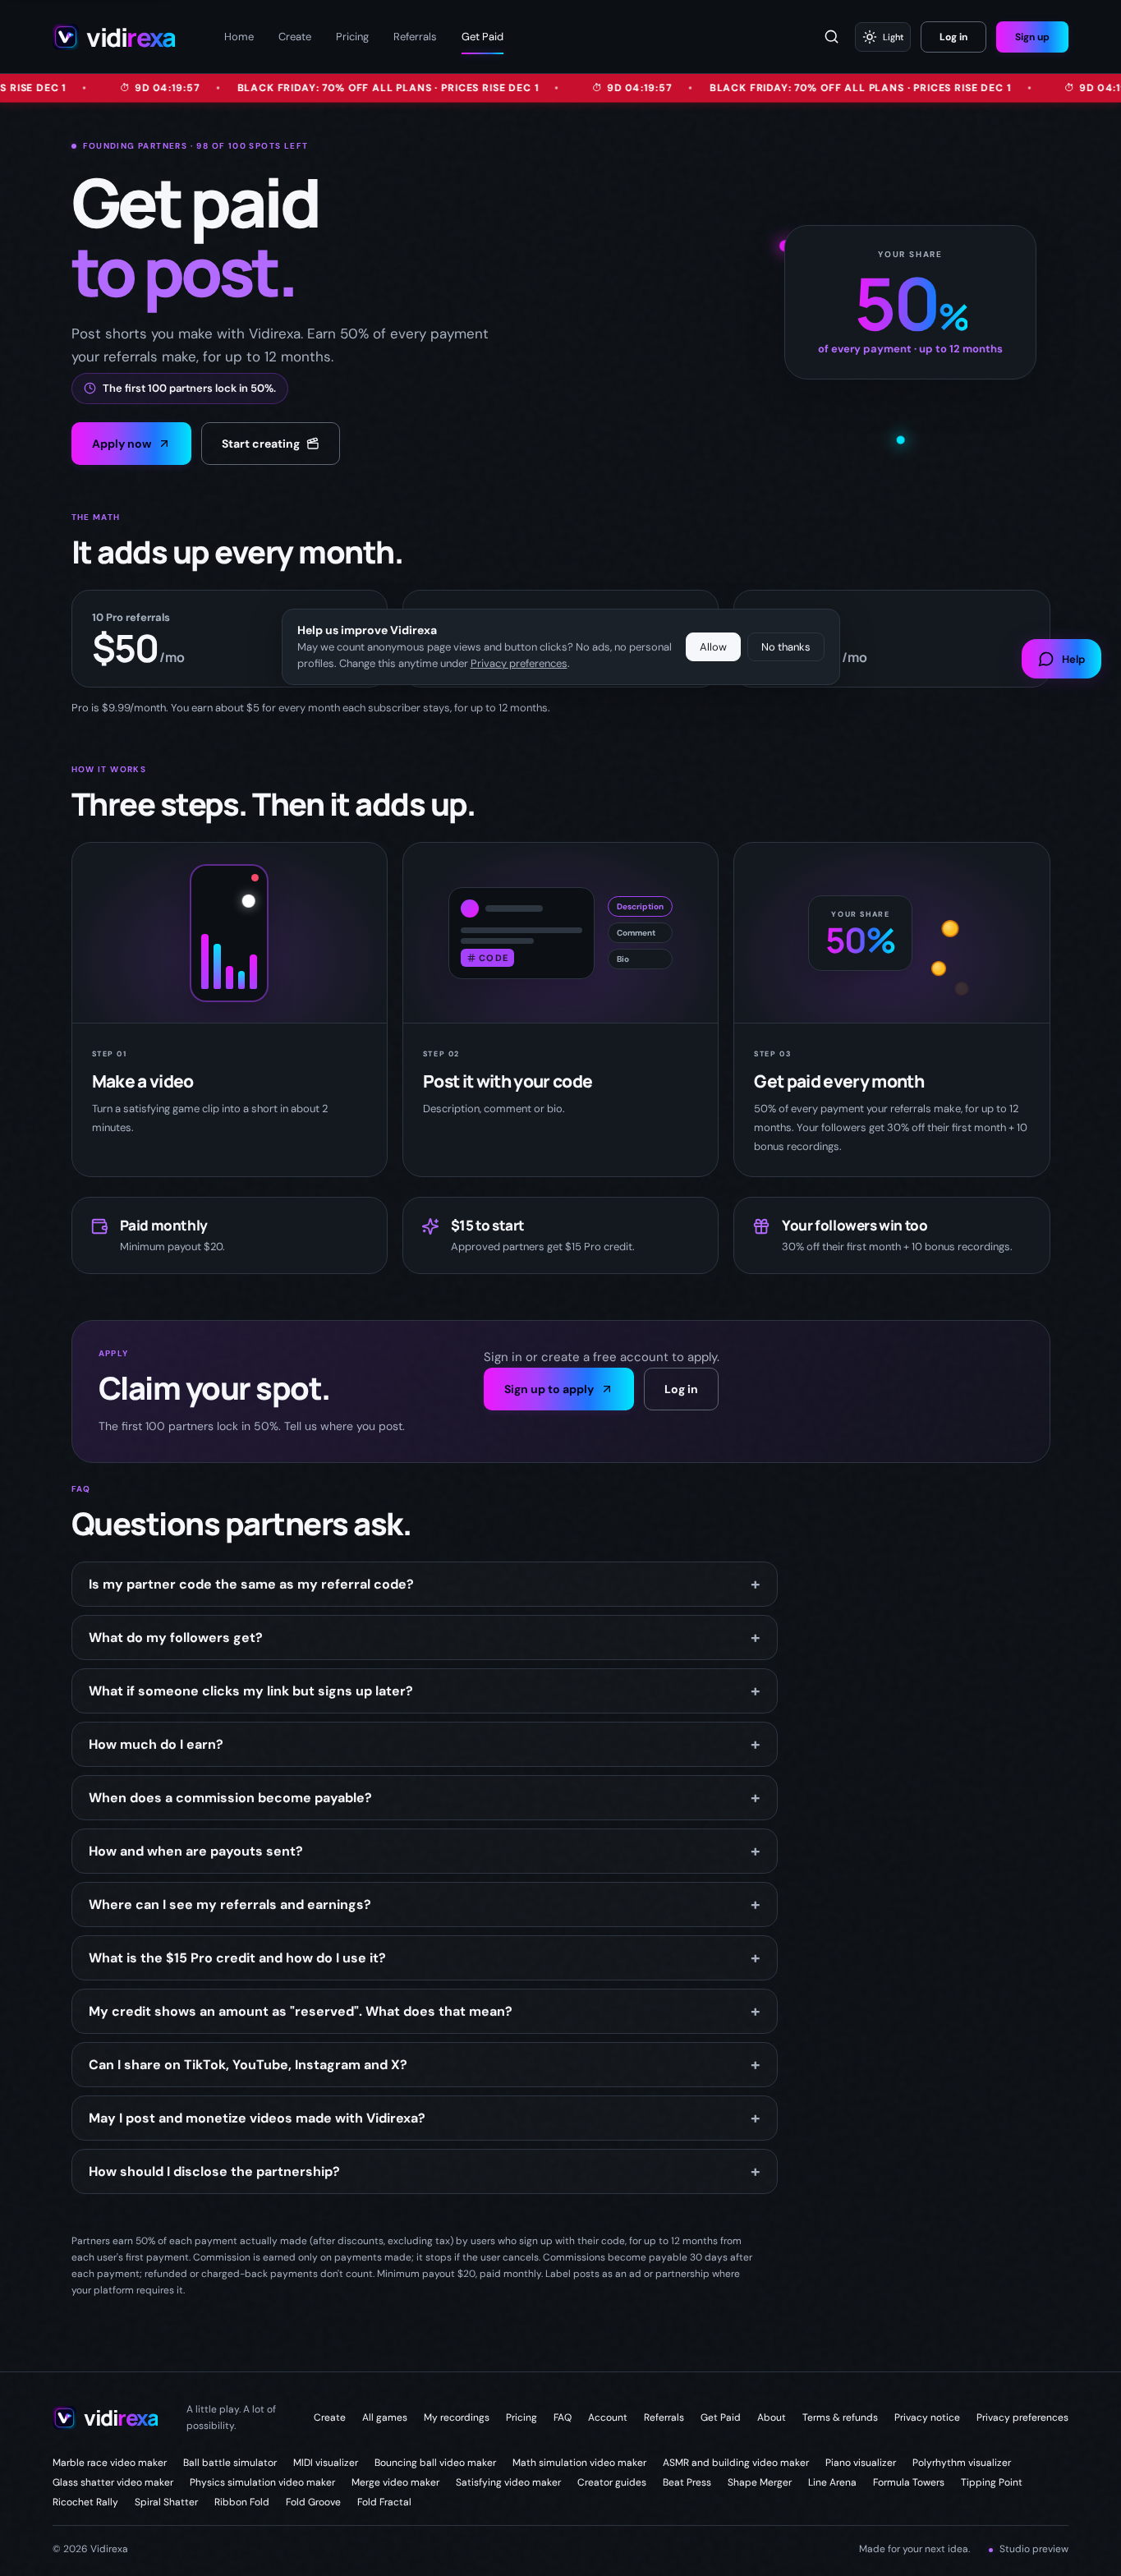 vidirexa
Home Create Pricing Referrals Get Paid
Light Log in Sign up
S RISE DEC 1 • ⏱ 9D 04:19:57 • BLACK FRIDAY: 70% OFF ALL PLANS · PRICES RISE DEC 1 • ⏱ 9D 04:19:57 • BLACK FRIDAY: 70% OFF ALL PLANS · PRICES RISE DEC 1 • ⏱ 9D 04:1
FOUNDING PARTNERS · 98 OF 100 SPOTS LEFT
Get paid
to post.
Post shorts you make with Vidirexa. Earn 50% of every payment
your referrals make, for up to 12 months.
The first 100 partners lock in 50%.
Apply now
Start creating
YOUR SHARE
50%
of every payment · up to 12 months
THE MATH
It adds up every month.
10 Pro referrals
$50/mo
/mo
Help us improve Vidirexa
May we count anonymous page views and button clicks? No ads, no personal
profiles. Change this anytime under Privacy preferences.
Allow
No thanks
Help
Pro is $9.99/month. You earn about $5 for every month each subscriber stays, for up to 12 months.
HOW IT WORKS
Three steps. Then it adds up.
# CODE
Description
Comment
Bio
YOUR SHARE
50%
STEP 01
Make a video
Turn a satisfying game clip into a short in about 2
minutes.
STEP 02
Post it with your code
Description, comment or bio.
STEP 03
Get paid every month
50% of every payment your referrals make, for up to 12
months. Your followers get 30% off their first month + 10
bonus recordings.
Paid monthly
Minimum payout $20.
$15 to start
Approved partners get $15 Pro credit.
Your followers win too
30% off their first month + 10 bonus recordings.
APPLY
Claim your spot.
The first 100 partners lock in 50%. Tell us where you post.
Sign in or create a free account to apply.
Sign up to apply
Log in
FAQ
Questions partners ask.
Is my partner code the same as my referral code? +
What do my followers get? +
What if someone clicks my link but signs up later? +
How much do I earn? +
When does a commission become payable? +
How and when are payouts sent? +
Where can I see my referrals and earnings? +
What is the $15 Pro credit and how do I use it? +
My credit shows an amount as "reserved". What does that mean? +
Can I share on TikTok, YouTube, Instagram and X? +
May I post and monetize videos made with Vidirexa? +
How should I disclose the partnership? +
Partners earn 50% of each payment actually made (after discounts, excluding tax) by users who sign up with their code, for up to 12 months from
each user's first payment. Commission is earned only on payments made; it stops if the user cancels. Commissions become payable 30 days after
each payment; refunded or charged-back payments don't count. Minimum payout $20, paid monthly. Label posts as an ad or partnership where
your platform requires it.
vidirexa
A little play. A lot of
possibility.
Create All games My recordings Pricing FAQ Account Referrals Get Paid About Terms & refunds Privacy notice Privacy preferences
Marble race video maker Ball battle simulator MIDI visualizer Bouncing ball video maker Math simulation video maker ASMR and building video maker Piano visualizer Polyrhythm visualizer
Glass shatter video maker Physics simulation video maker Merge video maker Satisfying video maker Creator guides Beat Press Shape Merger Line Arena Formula Towers Tipping Point
Ricochet Rally Spiral Shatter Ribbon Fold Fold Groove Fold Fractal
© 2026 Vidirexa
Made for your next idea. • Studio preview